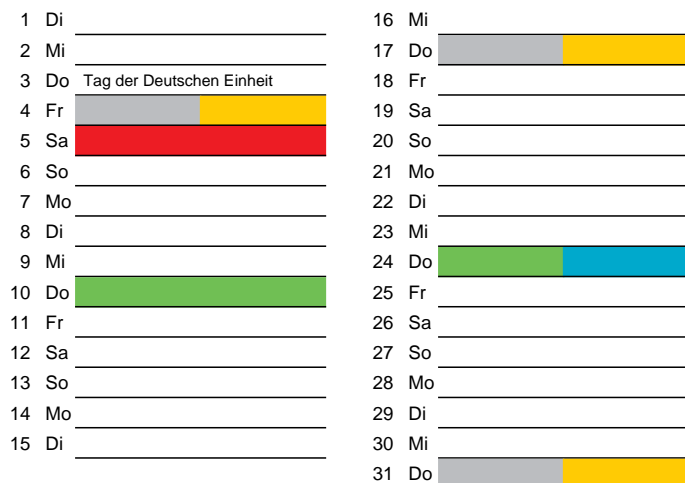 1 Di
2 Mi
3 Do Tag der Deutschen Einheit
4 Fr
5 Sa
6 So
7 Mo
8 Di
9 Mi
10 Do
11 Fr
12 Sa
13 So
14 Mo
15 Di
16 Mi
17 Do
18 Fr
19 Sa
20 So
21 Mo
22 Di
23 Mi
24 Do
25 Fr
26 Sa
27 So
28 Mo
29 Di
30 Mi
31 Do